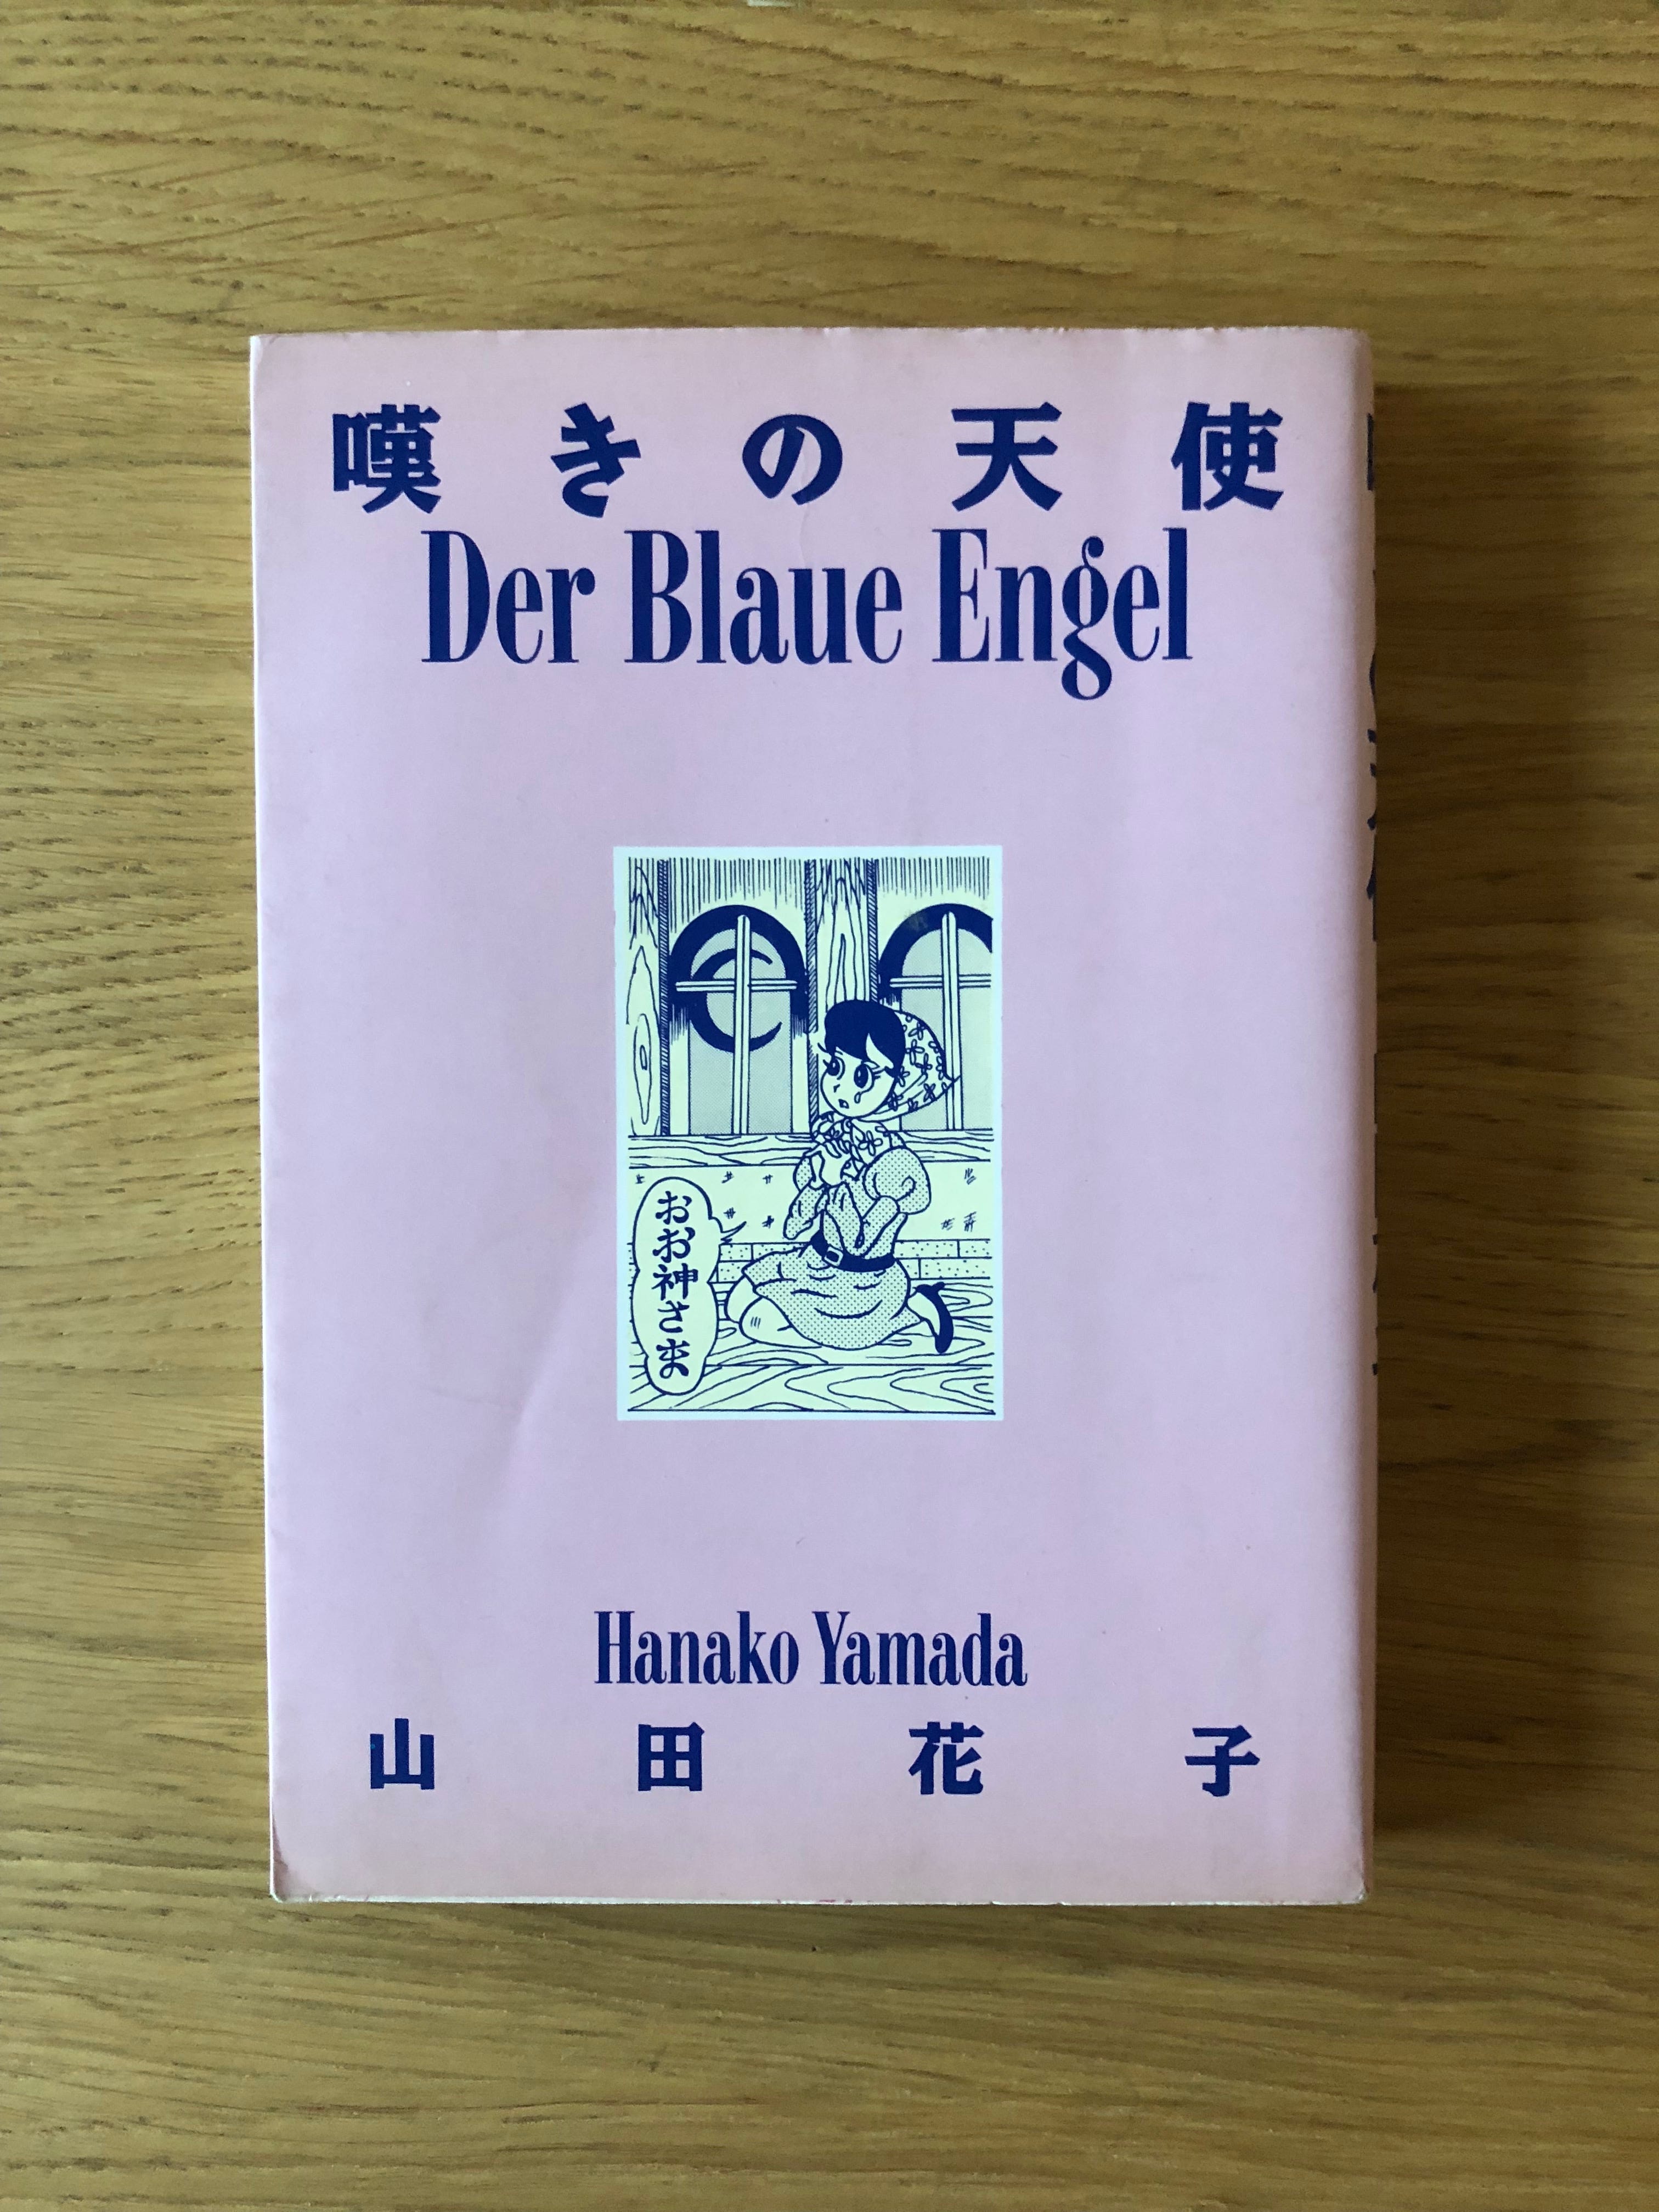 嘆きの天使
Der Blaue Engel
おお神さま
Hanako Yamada
山田花子